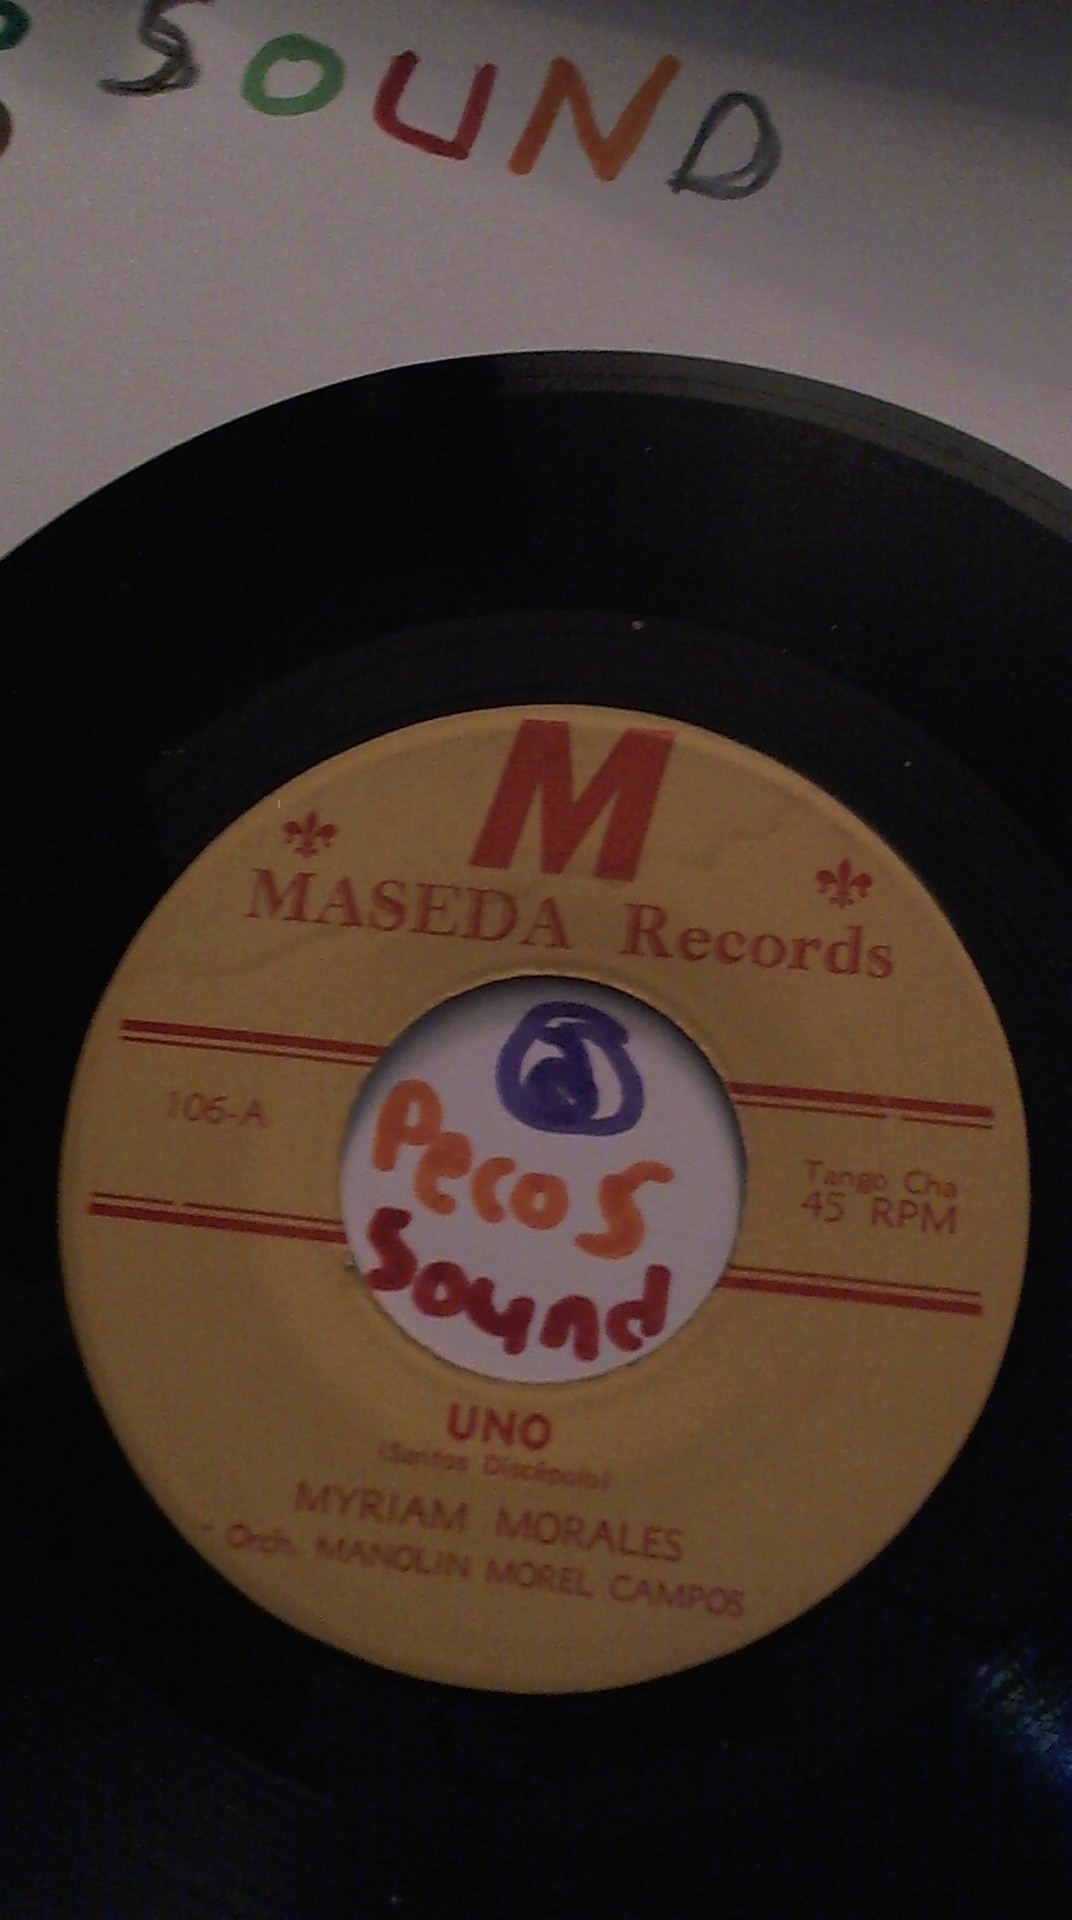 SOUND
M
MASEDA Records
106-A
Tango Cha
45 RPM
Pecos
Sound
UNO
(Santos Discépolo)
MYRIAM MORALES
Orch. MANOLIN MOREL CAMPOS